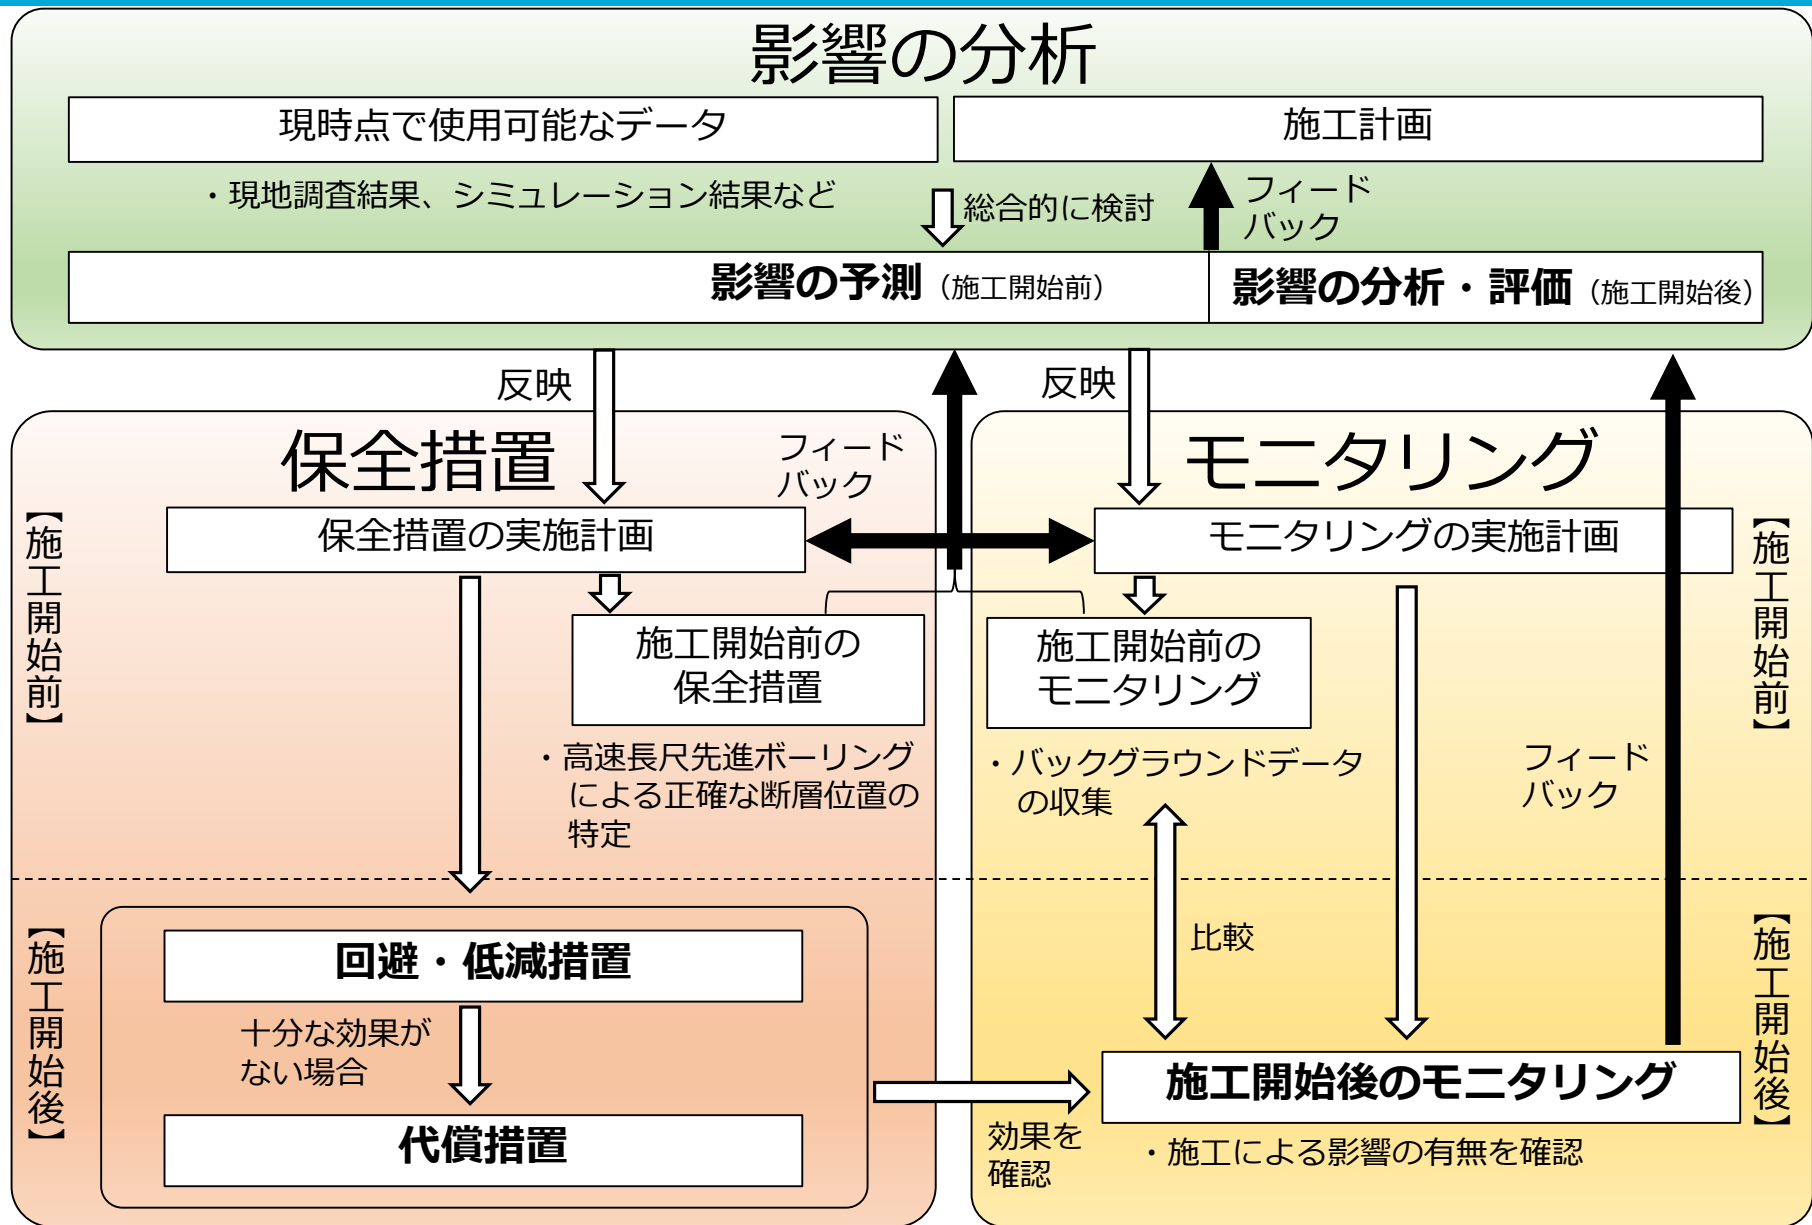 影響の分析
現時点で使用可能なデータ
施工計画
・現地調査結果、シミュレーション結果など
総合的に検討
フィード
バック
影響の予測（施工開始前）
影響の分析・評価（施工開始後）
反映
反映
保全措置
フィード
バック
モニタリング
【施工開始前】
保全措置の実施計画
モニタリングの実施計画
【施工開始前】
施工開始前の
保全措置
施工開始前の
モニタリング
・高速長尺先進ボーリング
による正確な断層位置の
特定
・バックグラウンドデータ
の収集
フィード
バック
【施工開始後】
回避・低減措置
比較
【施工開始後】
十分な効果が
ない場合
代償措置
効果を
確認
施工開始後のモニタリング
・施工による影響の有無を確認